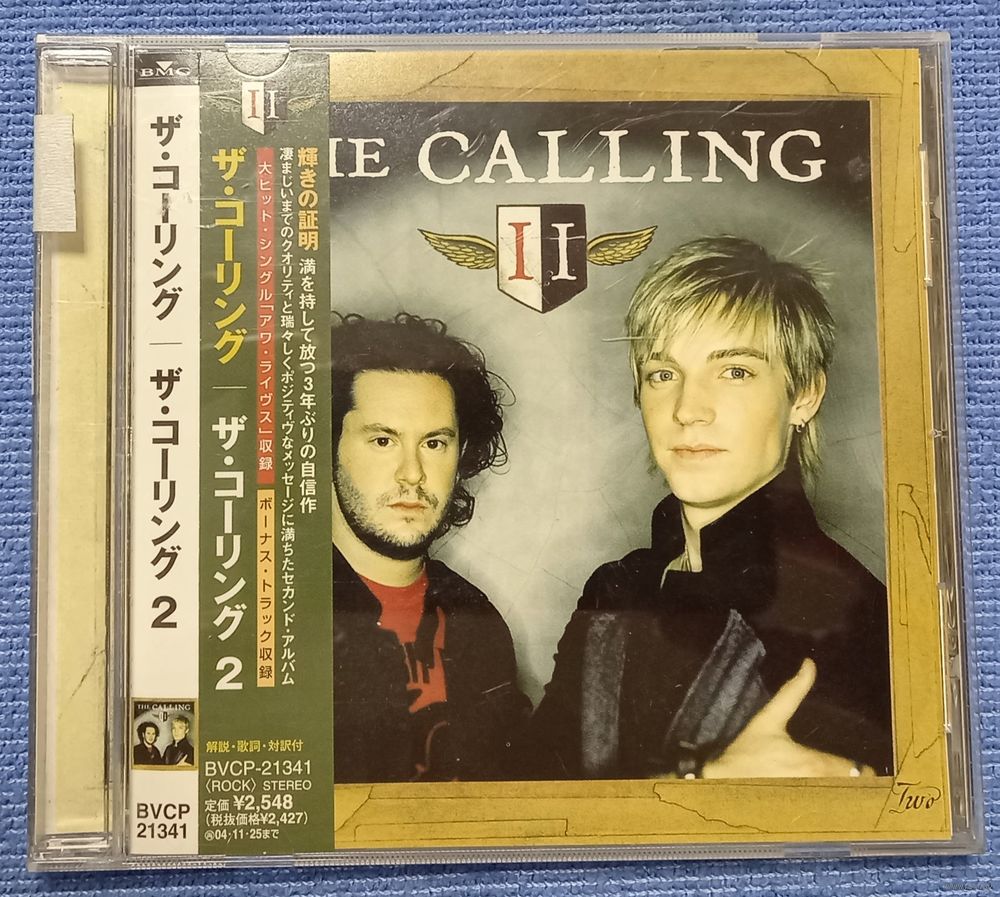 BMG
ザ・コーリング｜ザ・コーリング 2
THE CALLING
BVCP
21341
II
ザ・コーリング｜ザ・コーリング 2
輝きの証明 満を持して放つ3年ぶりの自信作
凄まじいまでのクオリティと瑞々しくポジティヴなメッセージに満ちたセカンド・アルバム
大ヒット・シングル「アワ・ライヴス」収録
ボーナス・トラック収録
解説・歌詞・対訳付
BVCP-21341
〈ROCK〉 STEREO
定価 ¥2,548
(税抜価格¥2,427)
04・11・25まで
HE CALLING
II
Two